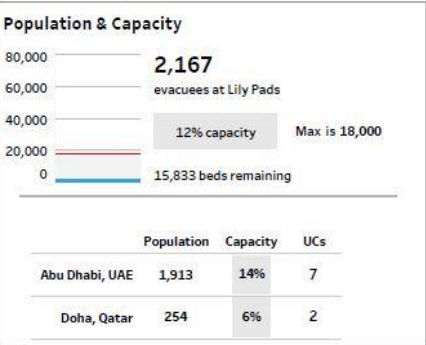 Population & Capacity
80,000
60,000
40,000
20,000
0
2,167
evacuees at Lily Pads
12% capacity Max is 18,000
15,833 beds remaining
Population Capacity UCs
Abu Dhabi, UAE 1,913 14% 7
Doha, Qatar 254 6% 2